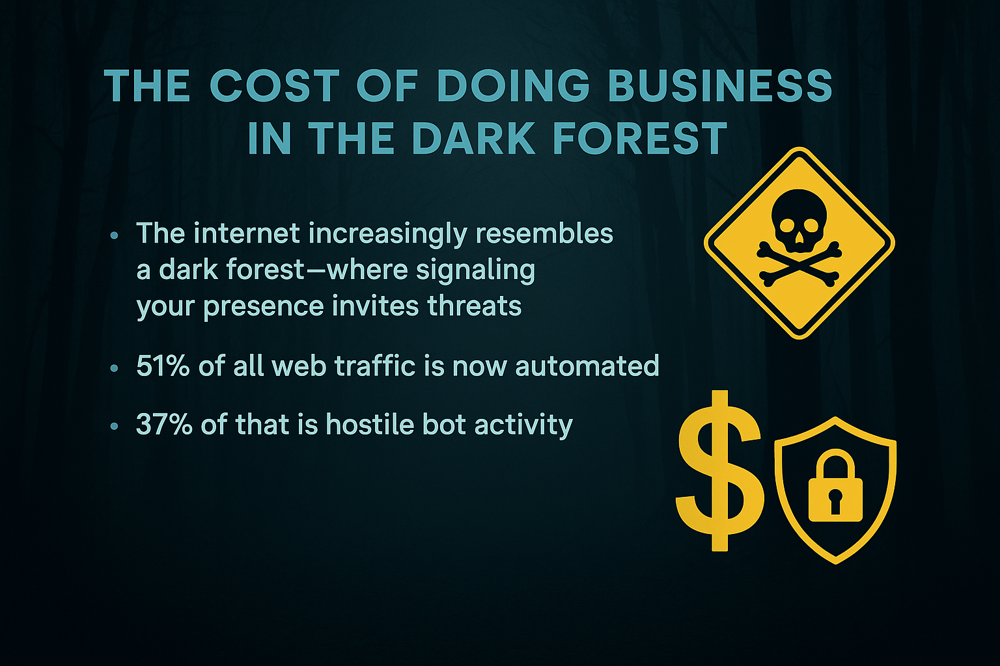 THE COST OF DOING BUSINESS
IN THE DARK FOREST
• The internet increasingly resembles
a dark forest—where signaling
your presence invites threats
• 51% of all web traffic is now automated
• 37% of that is hostile bot activity
$